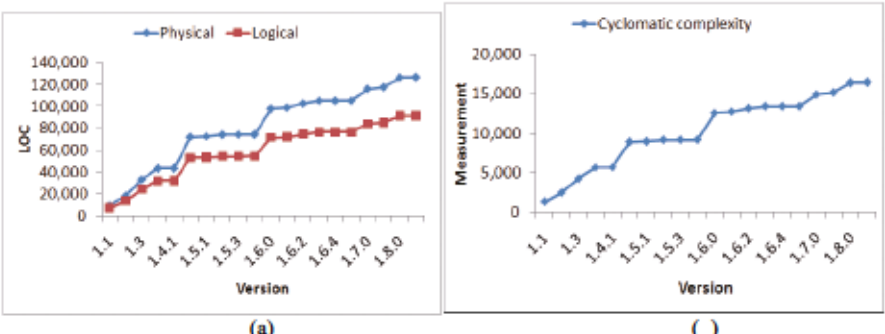 Physical Logical
140,000
120,000
100,000
80,000
60,000
40,000
20,000
0
LOC
1.1 1.3 1.4.1 1.5.1 1.5.3 1.6.0 1.6.2 1.6.4 1.7.0 1.8.0
Version
(a)
Cyclomatic complexity
20,000
15,000
10,000
5,000
0
Measurement
1.1 1.3 1.4.1 1.5.1 1.5.3 1.6.0 1.6.2 1.6.4 1.7.0 1.8.0
Version
( )